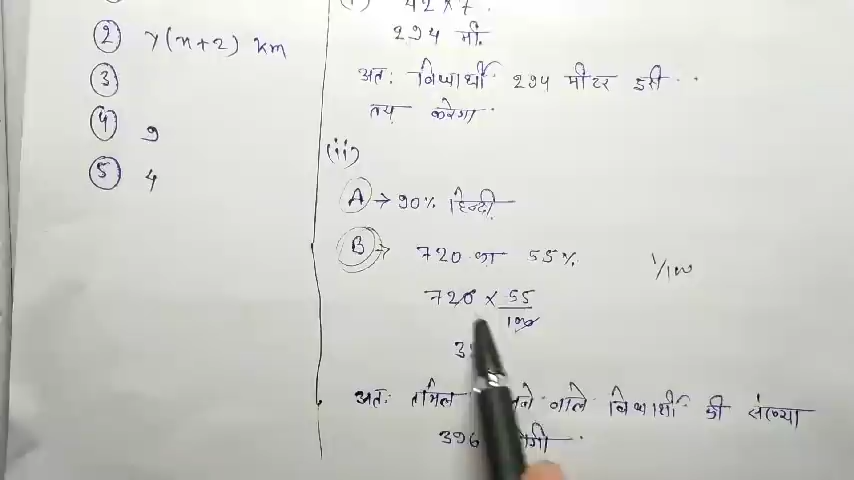 ② y(n+2) km
③
④ 9
⑤ 4
42×7.
294 मी.
अतः विद्यार्थी 294 मीटर दूरी ..
तय करेगा.
(ii)
Ⓐ → 90% हिन्दी
Ⓑ → 720 का 55%
1/100
720 × 55/100
अतः तमिल वाले विद्यार्थी की संख्या
396